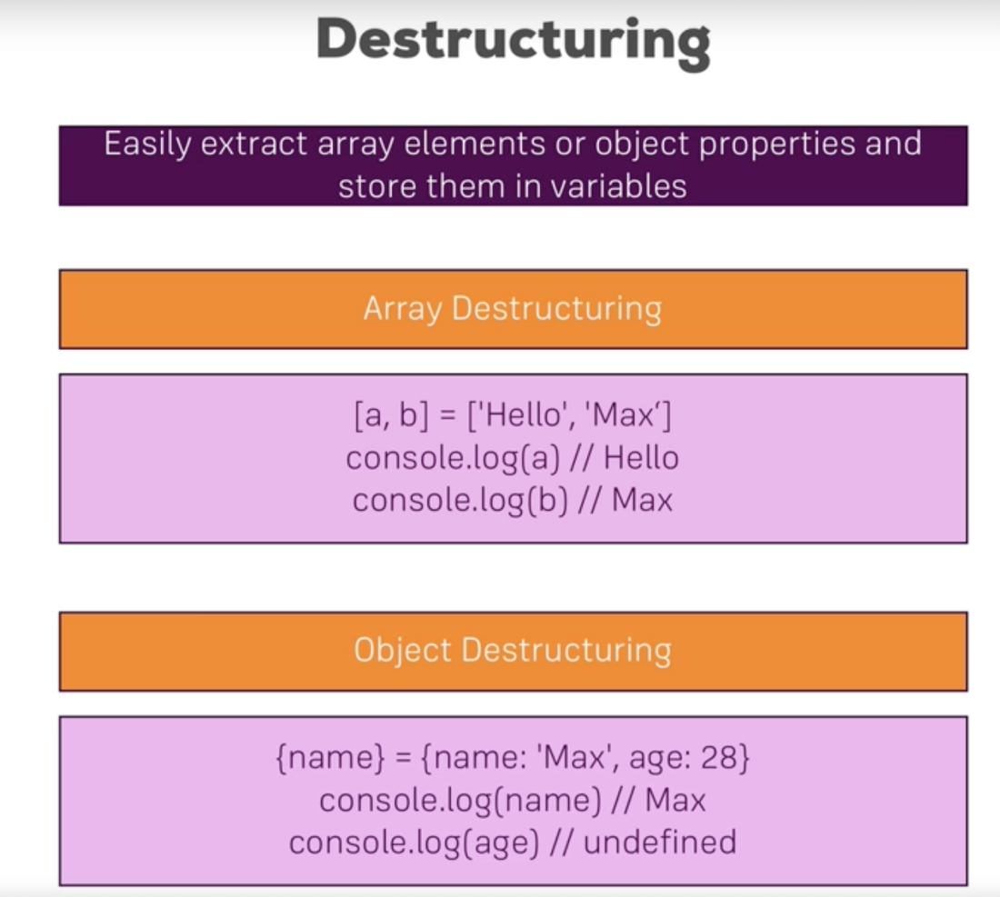 Destructuring
Easily extract array elements or object properties and
store them in variables
Array Destructuring
[a, b] = ['Hello', 'Max‘]
console.log(a) // Hello
console.log(b) // Max
Object Destructuring
{name} = {name: 'Max', age: 28}
console.log(name) // Max
console.log(age) // undefined